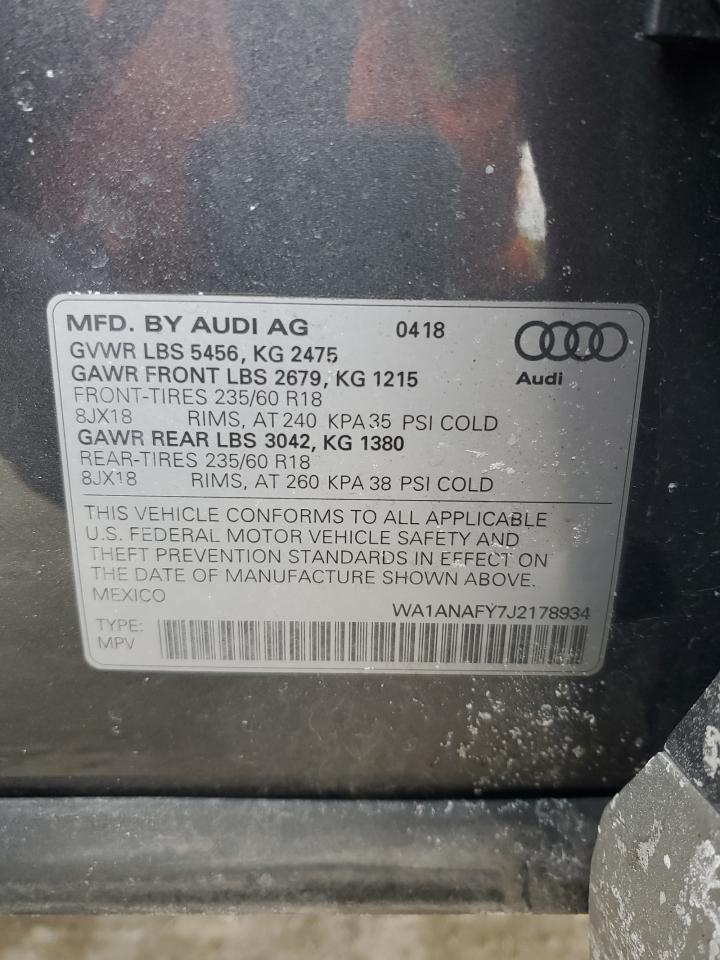 MFD. BY AUDI AG 0418
GVWR LBS 5456, KG 2475
GAWR FRONT LBS 2679, KG 1215
Audi
FRONT-TIRES 235/60 R18
8JX18 RIMS, AT 240 KPA 35 PSI COLD
GAWR REAR LBS 3042, KG 1380
REAR-TIRES 235/60 R18
8JX18 RIMS, AT 260 KPA 38 PSI COLD
THIS VEHICLE CONFORMS TO ALL APPLICABLE
U.S. FEDERAL MOTOR VEHICLE SAFETY AND
THEFT PREVENTION STANDARDS IN EFFECT ON
THE DATE OF MANUFACTURE SHOWN ABOVE.
MEXICO
WA1ANAFY7J2178934
TYPE:
MPV